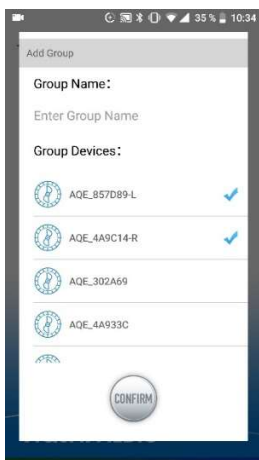 35 % 10:34
Add Group
Group Name:
Enter Group Name
Group Devices:
AQE_857D89-L
AQE_4A9C14-R
AQE_302A69
AQE_4A933C
CONFIRM